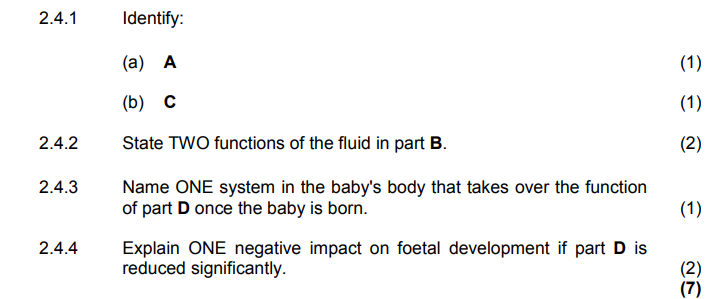 2.4.1 Identify:
(a) A (1)
(b) C (1)
2.4.2 State TWO functions of the fluid in part B. (2)
2.4.3 Name ONE system in the baby's body that takes over the function
of part D once the baby is born. (1)
2.4.4 Explain ONE negative impact on foetal development if part D is
reduced significantly. (2)
(7)